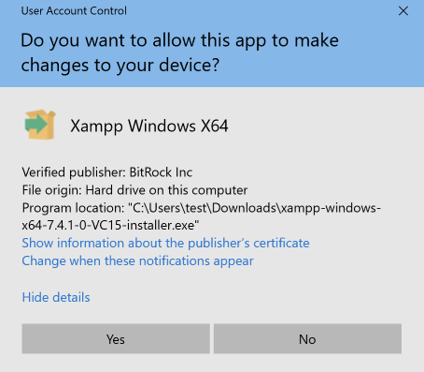 User Account Control
Do you want to allow this app to make
changes to your device?
Xampp Windows X64
Verified publisher: BitRock Inc
File origin: Hard drive on this computer
Program location: "C:\Users\test\Downloads\xampp-windows-
x64-7.4.1-0-VC15-installer.exe"
Show information about the publisher's certificate
Change when these notifications appear
Hide details
Yes
No